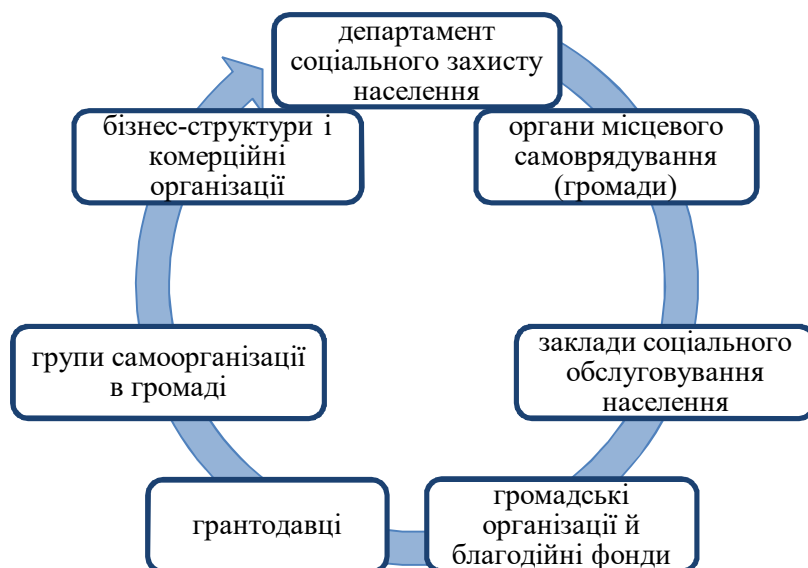 департамент
соціального захисту
населення
органи місцевого
самоврядування
(громади)
заклади соціального
обслуговування
населення
громадські
організації й
благодійні фонди
грантодавці
групи самоорганізації
в громаді
бізнес-структури і
комерційні
організації